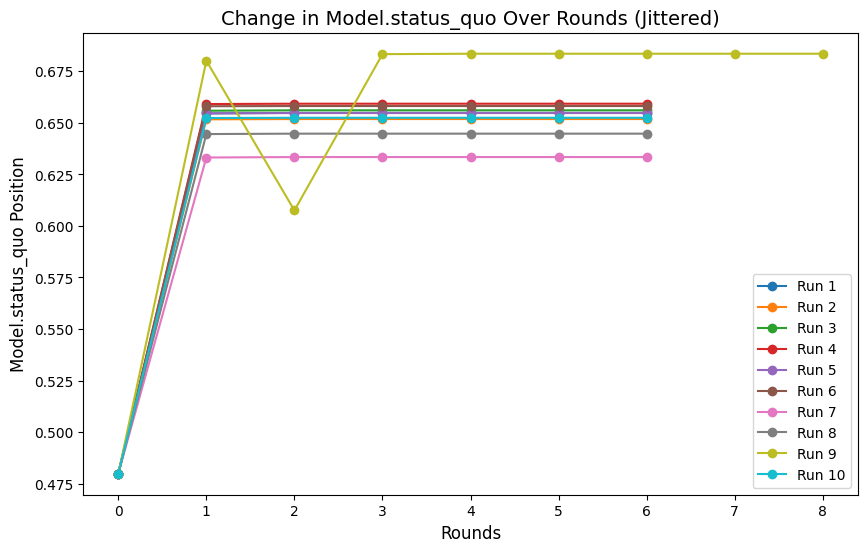 Change in Model.status_quo Over Rounds (Jittered)
Model.status_quo Position
0.675
0.650
0.625
0.600
0.575
0.550
0.525
0.500
0.475
Run 1
Run 2
Run 3
Run 4
Run 5
Run 6
Run 7
Run 8
Run 9
Run 10
0 1 2 3 4 5 6 7 8
Rounds